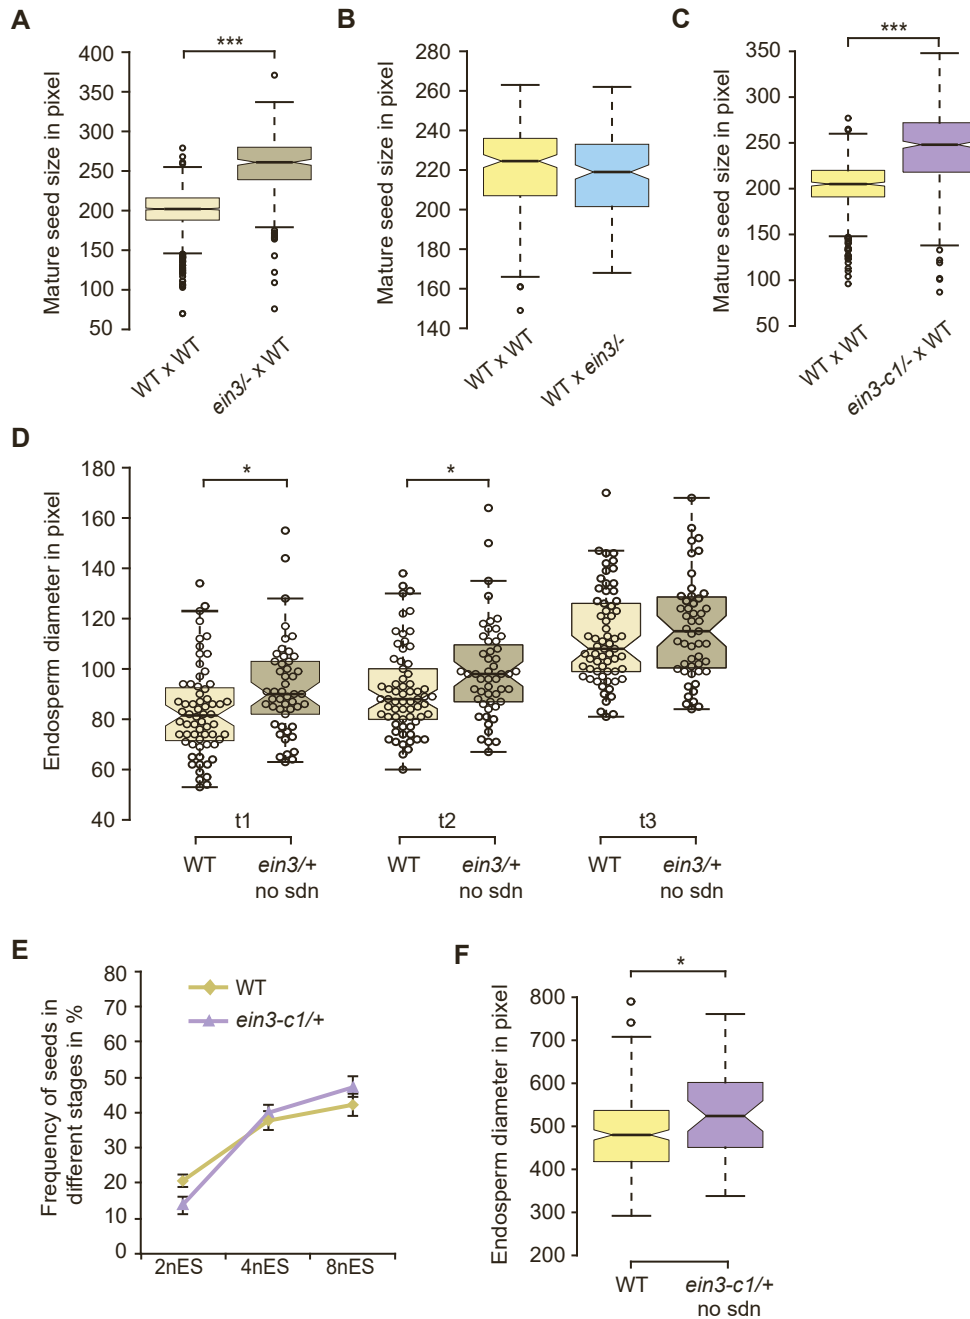 A
Mature seed size in pixel
400
350
300
250
200
150
100
50
***
WT x WT
ein3/- x WT
B
Mature seed size in pixel
280
260
240
220
200
180
160
140
WT x WT
WT x ein3/-
C
Mature seed size in pixel
350
300
250
200
150
100
50
***
WT x WT
ein3-c1/- x WT
D
Endosperm diameter in pixel
180
160
140
120
100
80
60
40
*
*
t1
t2
t3
WT
ein3/+
no sdn
WT
ein3/+
no sdn
WT
ein3/+
no sdn
E
Frequency of seeds in
different stages in %
80
70
60
50
40
30
20
10
0
WT
ein3-c1/+
2nES
4nES
8nES
F
Endosperm diameter in pixel
800
700
600
500
400
300
200
*
WT
ein3-c1/+
no sdn